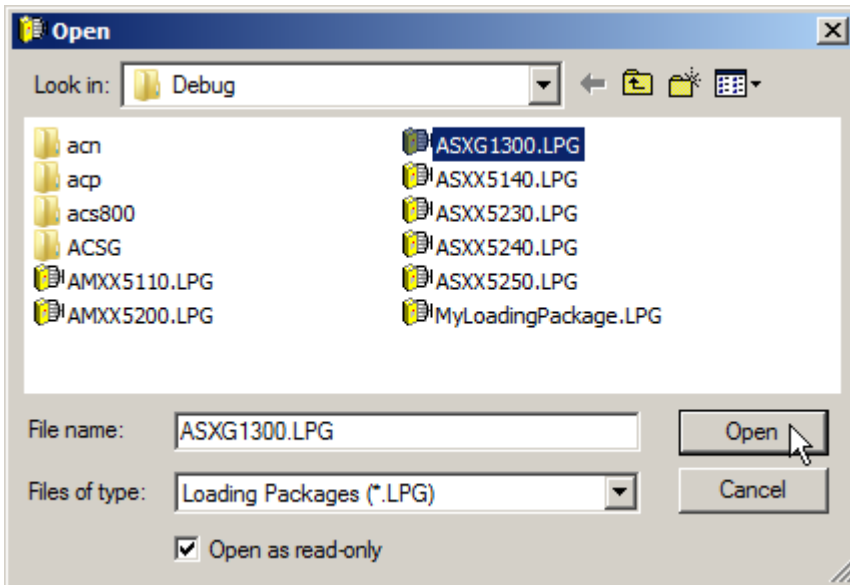 Open
Look in: Debug
acn
acp
acs800
ACSG
AMXX5110.LPG
AMXX5200.LPG
ASXG1300.LPG
ASXX5140.LPG
ASXX5230.LPG
ASXX5240.LPG
ASXX5250.LPG
MyLoadingPackage.LPG
File name: ASXG1300.LPG Open
Files of type: Loading Packages (*.LPG) Cancel
Open as read-only